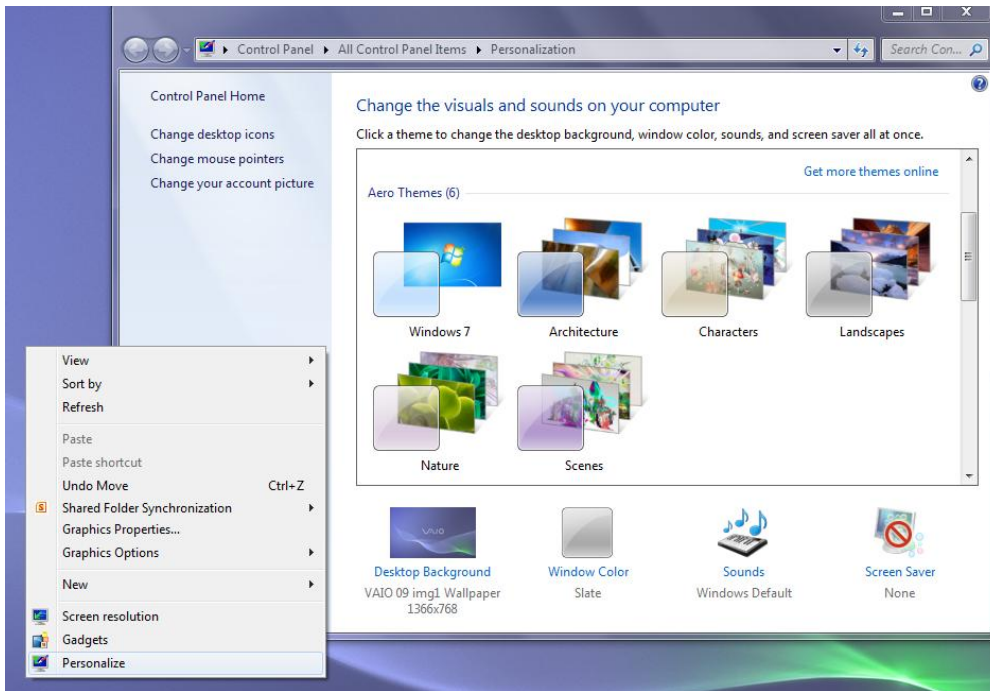 Control Panel ▸ All Control Panel Items ▸ Personalization
Search Con...
Control Panel Home
Change desktop icons
Change mouse pointers
Change your account picture
Change the visuals and sounds on your computer
Click a theme to change the desktop background, window color, sounds, and screen saver all at once.
Get more themes online
Aero Themes (6)
Windows 7
Architecture
Characters
Landscapes
Nature
Scenes
VAIO
Desktop Background
VAIO 09 img1 Wallpaper
1366x768
Window Color
Slate
Sounds
Windows Default
Screen Saver
None
View
Sort by
Refresh
Paste
Paste shortcut
Undo Move Ctrl+Z
Shared Folder Synchronization
Graphics Properties...
Graphics Options
New
Screen resolution
Gadgets
Personalize